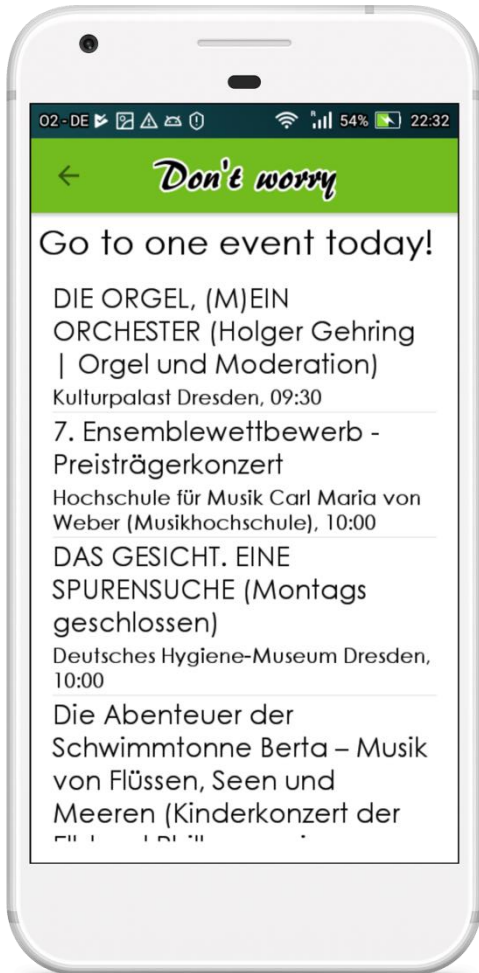 O2 - DE 54% 22:32
Don't worry
Go to one event today!
DIE ORGEL, (M)EIN
ORCHESTER (Holger Gehring
| Orgel und Moderation)
Kulturpalast Dresden, 09:30
7. Ensemblewettbewerb -
Preisträgerkonzert
Hochschule für Musik Carl Maria von
Weber (Musikhochschule), 10:00
DAS GESICHT. EINE
SPURENSUCHE (Montags
geschlossen)
Deutsches Hygiene-Museum Dresden,
10:00
Die Abenteuer der
Schwimmtonne Berta – Musik
von Flüssen, Seen und
Meeren (Kinderkonzert der